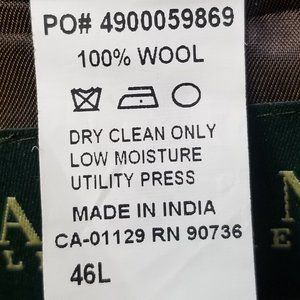 PO# 4900059869
100% WOOL
DRY CLEAN ONLY
LOW MOISTURE
UTILITY PRESS
MADE IN INDIA
CA-01129 RN 90736
46L